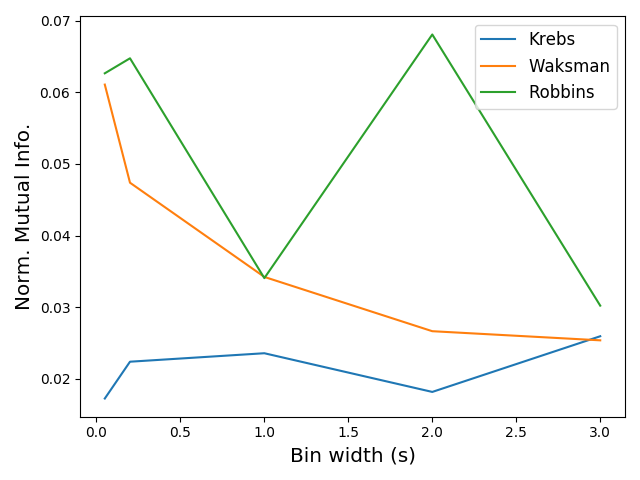 Norm. Mutual Info.
0.07
0.06
0.05
0.04
0.03
0.02
Krebs
Waksman
Robbins
0.0 0.5 1.0 1.5 2.0 2.5 3.0
Bin width (s)